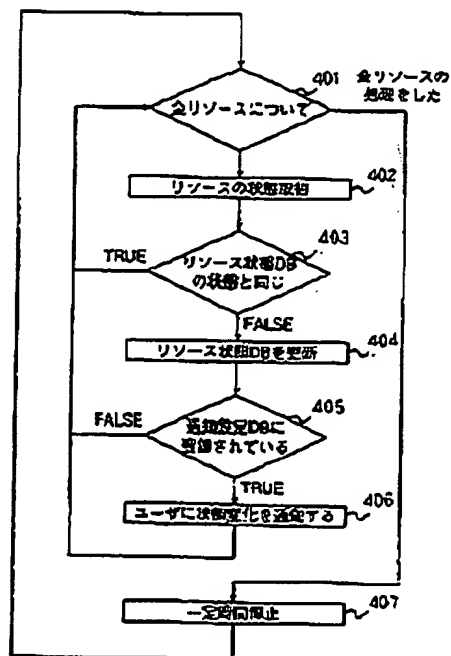 401
全リソースの
処理をした
全リソースについて
リソースの状態取得
402
403
TRUE
リソース状態DB
の状態と同じ
FALSE
リソース状態DBを更新
404
405
FALSE
通知設定DBに
登録されている
TRUE
ユーザに状態変化を通知する
406
一定時間停止
407